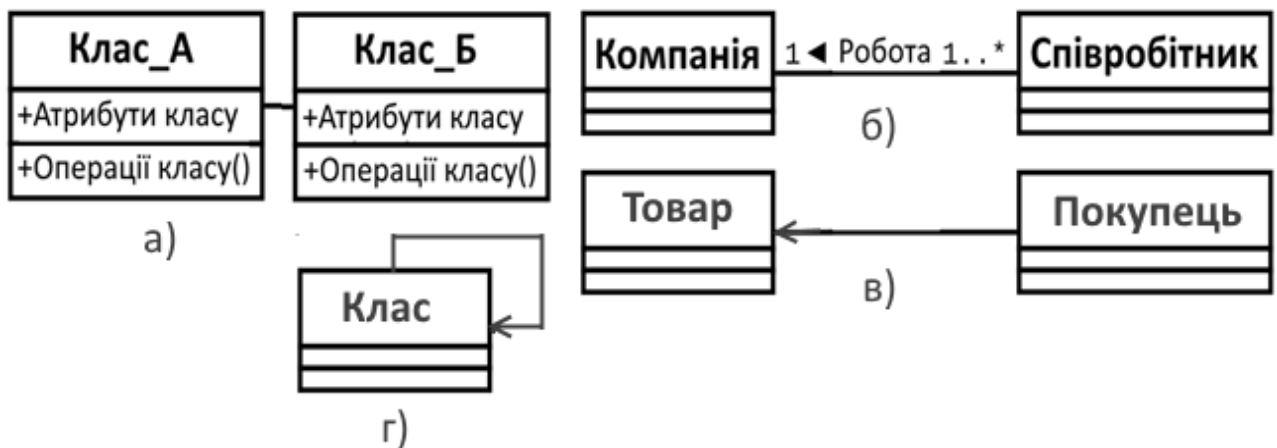 Клас_А
+Атрибути класу
+Операції класу()
Клас_Б
+Атрибути класу
+Операції класу()
а)
Компанія
1 ◄ Робота 1..*
Співробітник
б)
Товар
Покупець
в)
Клас
г)